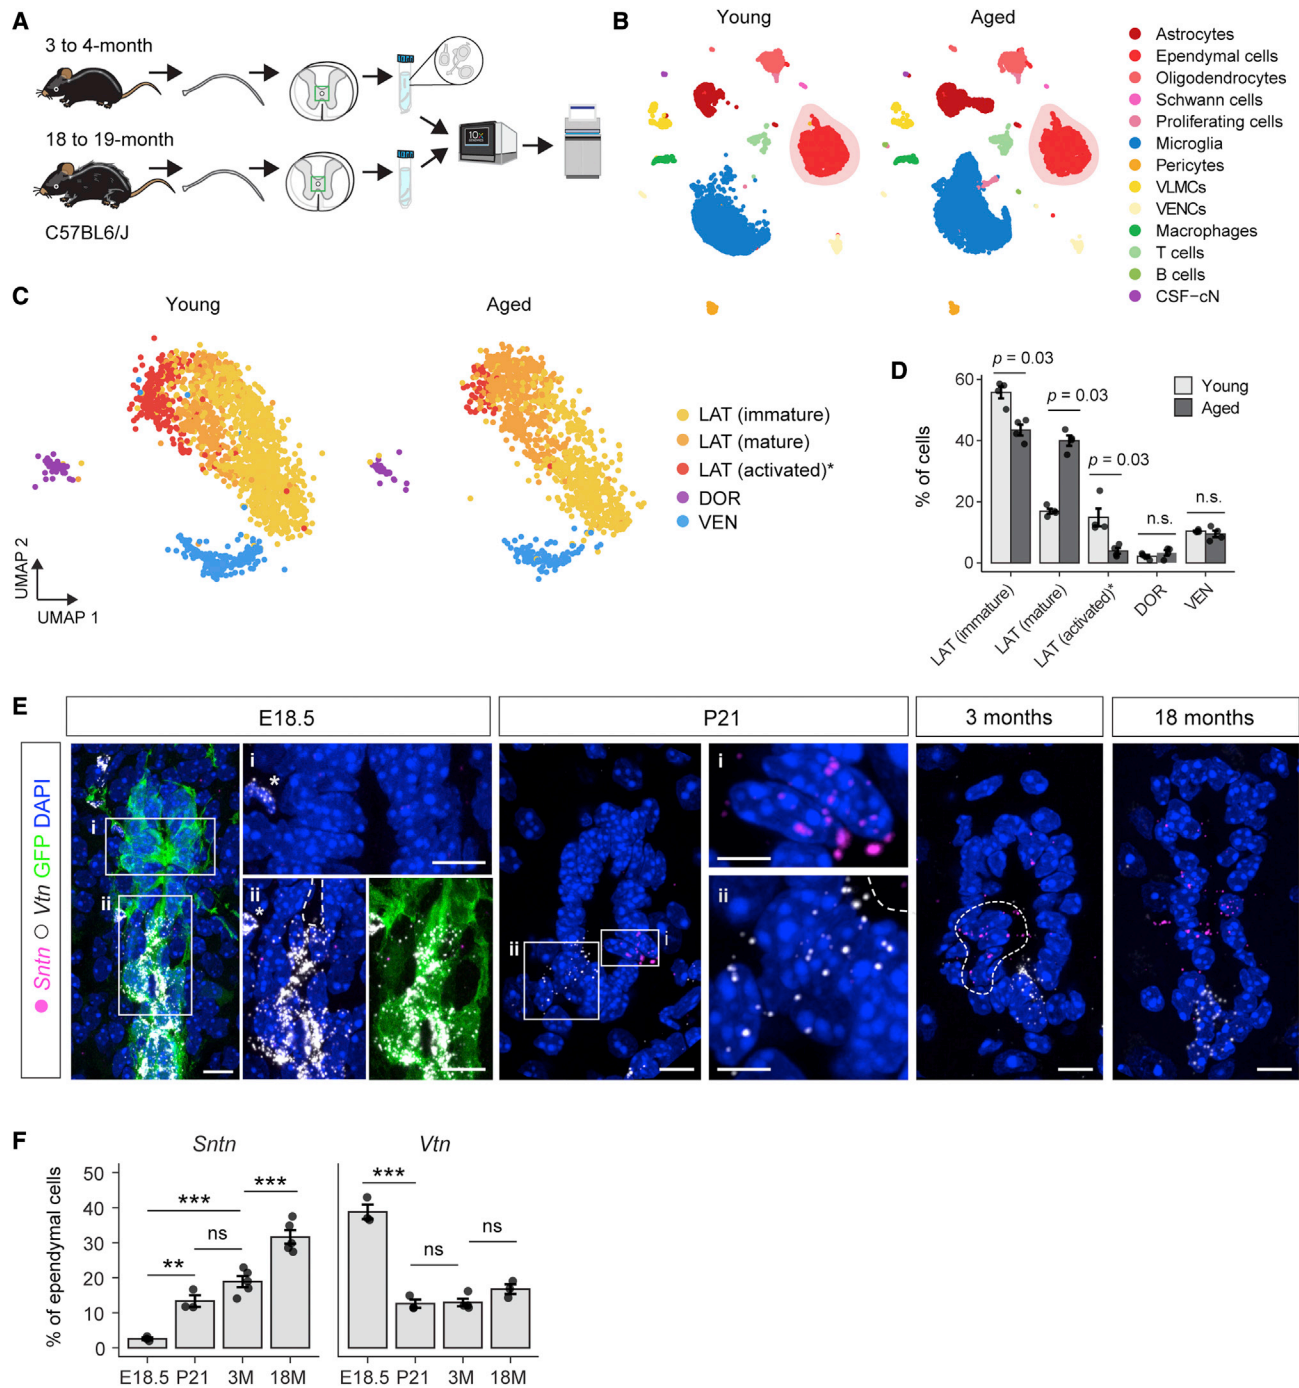 A
3 to 4-month
18 to 19-month
C57BL6/J
10x
B
Young
Aged
Astrocytes
Ependymal cells
Oligodendrocytes
Schwann cells
Proliferating cells
Microglia
Pericytes
VLMCs
VENCs
Macrophages
T cells
B cells
CSF-cN
C
Young
Aged
LAT (immature)
LAT (mature)
LAT (activated)*
DOR
VEN
UMAP 2
UMAP 1
D
Young
Aged
% of cells
60
40
20
0
p = 0.03
p = 0.03
p = 0.03
n.s.
n.s.
LAT (immature)
LAT (mature)
LAT (activated)*
DOR
VEN
E
E18.5
P21
3 months
18 months
Sntn Vtn GFP DAPI
i
ii
i
*
ii
*
ii
i
i
ii
F
Sntn
Vtn
% of ependymal cells
50
40
30
20
10
0
**
***
ns
***
***
ns
ns
E18.5 P21 3M 18M
E18.5 P21 3M 18M